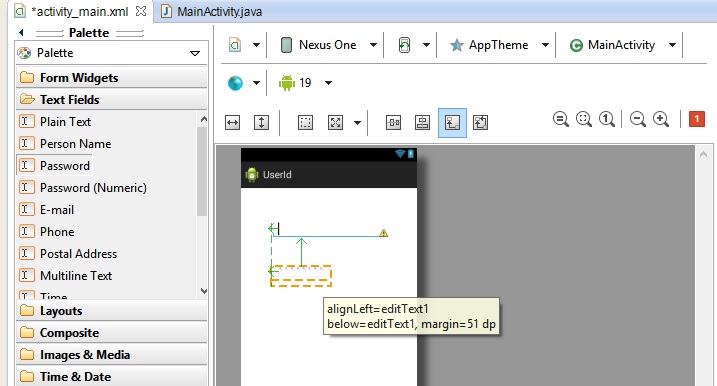 *activity_main.xml
MainActivity.java
Palette
Palette
Form Widgets
Text Fields
Plain Text
Person Name
Password
Password (Numeric)
E-mail
Phone
Postal Address
Multiline Text
Time
Layouts
Composite
Images & Media
Time & Date
Nexus One
AppTheme
MainActivity
19
1
1
UserId
alignLeft=editText1
below=editText1, margin=51 dp